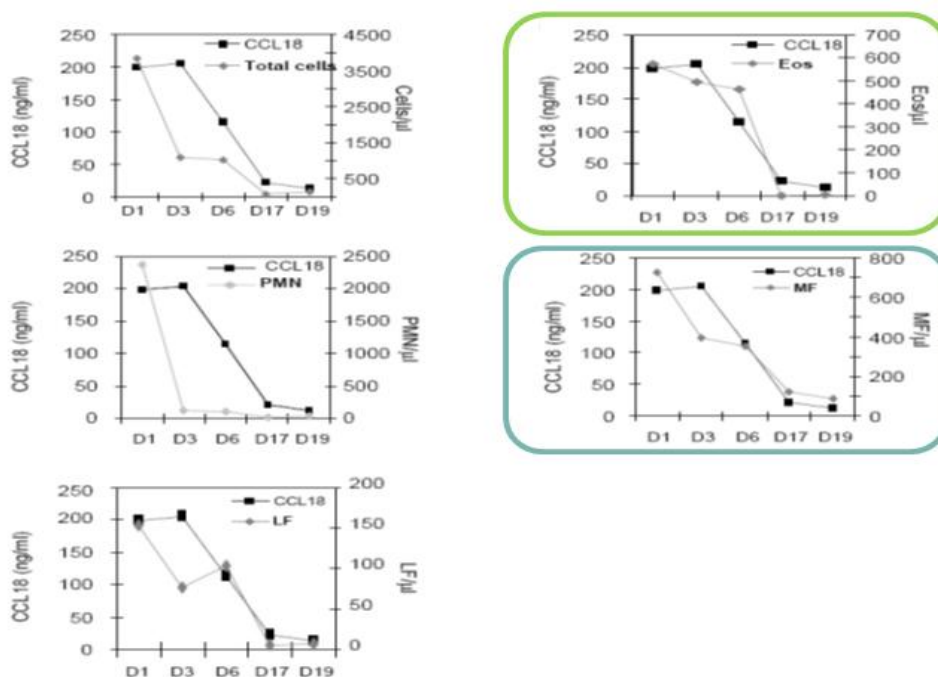 250
200
150
100
50
0
CCL18 (ng/ml)
CCL18
Total cells
4500
3500
2500
1500
500
Cells/µl
D1 D3 D6 D17 D19
250
200
150
100
50
0
CCL18 (ng/ml)
CCL18
Eos
700
600
500
400
300
200
100
0
Eos/µl
D1 D3 D6 D17 D19
250
200
150
100
50
0
CCL18 (ng/ml)
CCL18
PMN
2500
2000
1500
1000
500
0
PMN/µl
D1 D3 D6 D17 D19
250
200
150
100
50
0
CCL18 (ng/ml)
CCL18
MF
800
600
400
200
0
MF/µl
D1 D3 D6 D17 D19
250
200
150
100
50
0
CCL18 (ng/ml)
CCL18
LF
200
150
100
50
0
LF/µl
D1 D3 D6 D17 D19